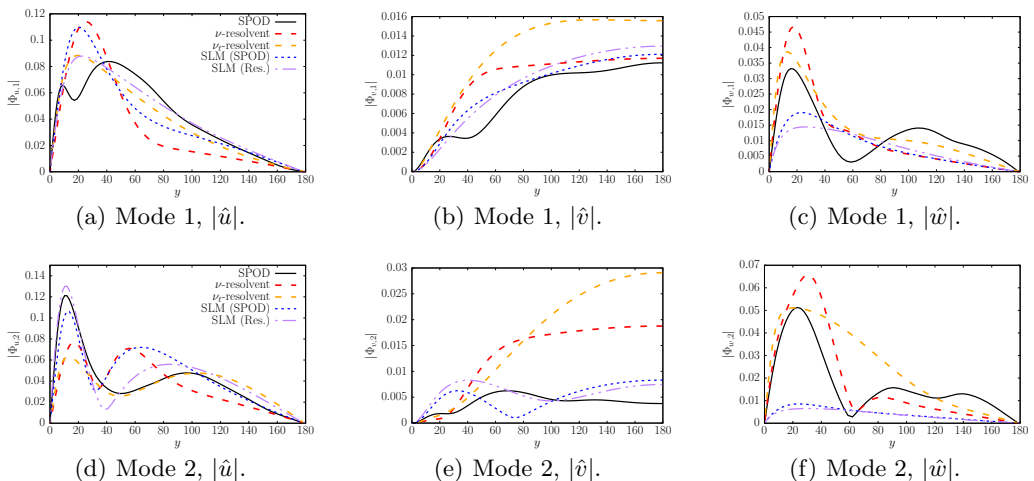 0.12
0.1
0.08
0.06
0.04
0.02
0
|Φu,1|
0 20 40 60 80 100 120 140 160 180
y
SPOD
ν-resolvent
νt-resolvent
SLM (SPOD)
SLM (Res.)
(a) Mode 1, |û|.
0.016
0.014
0.012
0.01
0.008
0.006
0.004
0.002
0
|Φv,1|
0 20 40 60 80 100 120 140 160 180
y
(b) Mode 1, |v̂|.
0.05
0.045
0.04
0.035
0.03
0.025
0.02
0.015
0.01
0.005
0
|Φw,1|
0 20 40 60 80 100 120 140 160 180
y
(c) Mode 1, |ŵ|.
0.14
0.12
0.1
0.08
0.06
0.04
0.02
0
|Φu,2|
0 20 40 60 80 100 120 140 160 180
y
SPOD
ν-resolvent
νt-resolvent
SLM (SPOD)
SLM (Res.)
(d) Mode 2, |û|.
0.03
0.025
0.02
0.015
0.01
0.005
0
|Φv,2|
0 20 40 60 80 100 120 140 160 180
y
(e) Mode 2, |v̂|.
0.07
0.06
0.05
0.04
0.03
0.02
0.01
0
|Φw,2|
0 20 40 60 80 100 120 140 160 180
y
(f) Mode 2, |ŵ|.